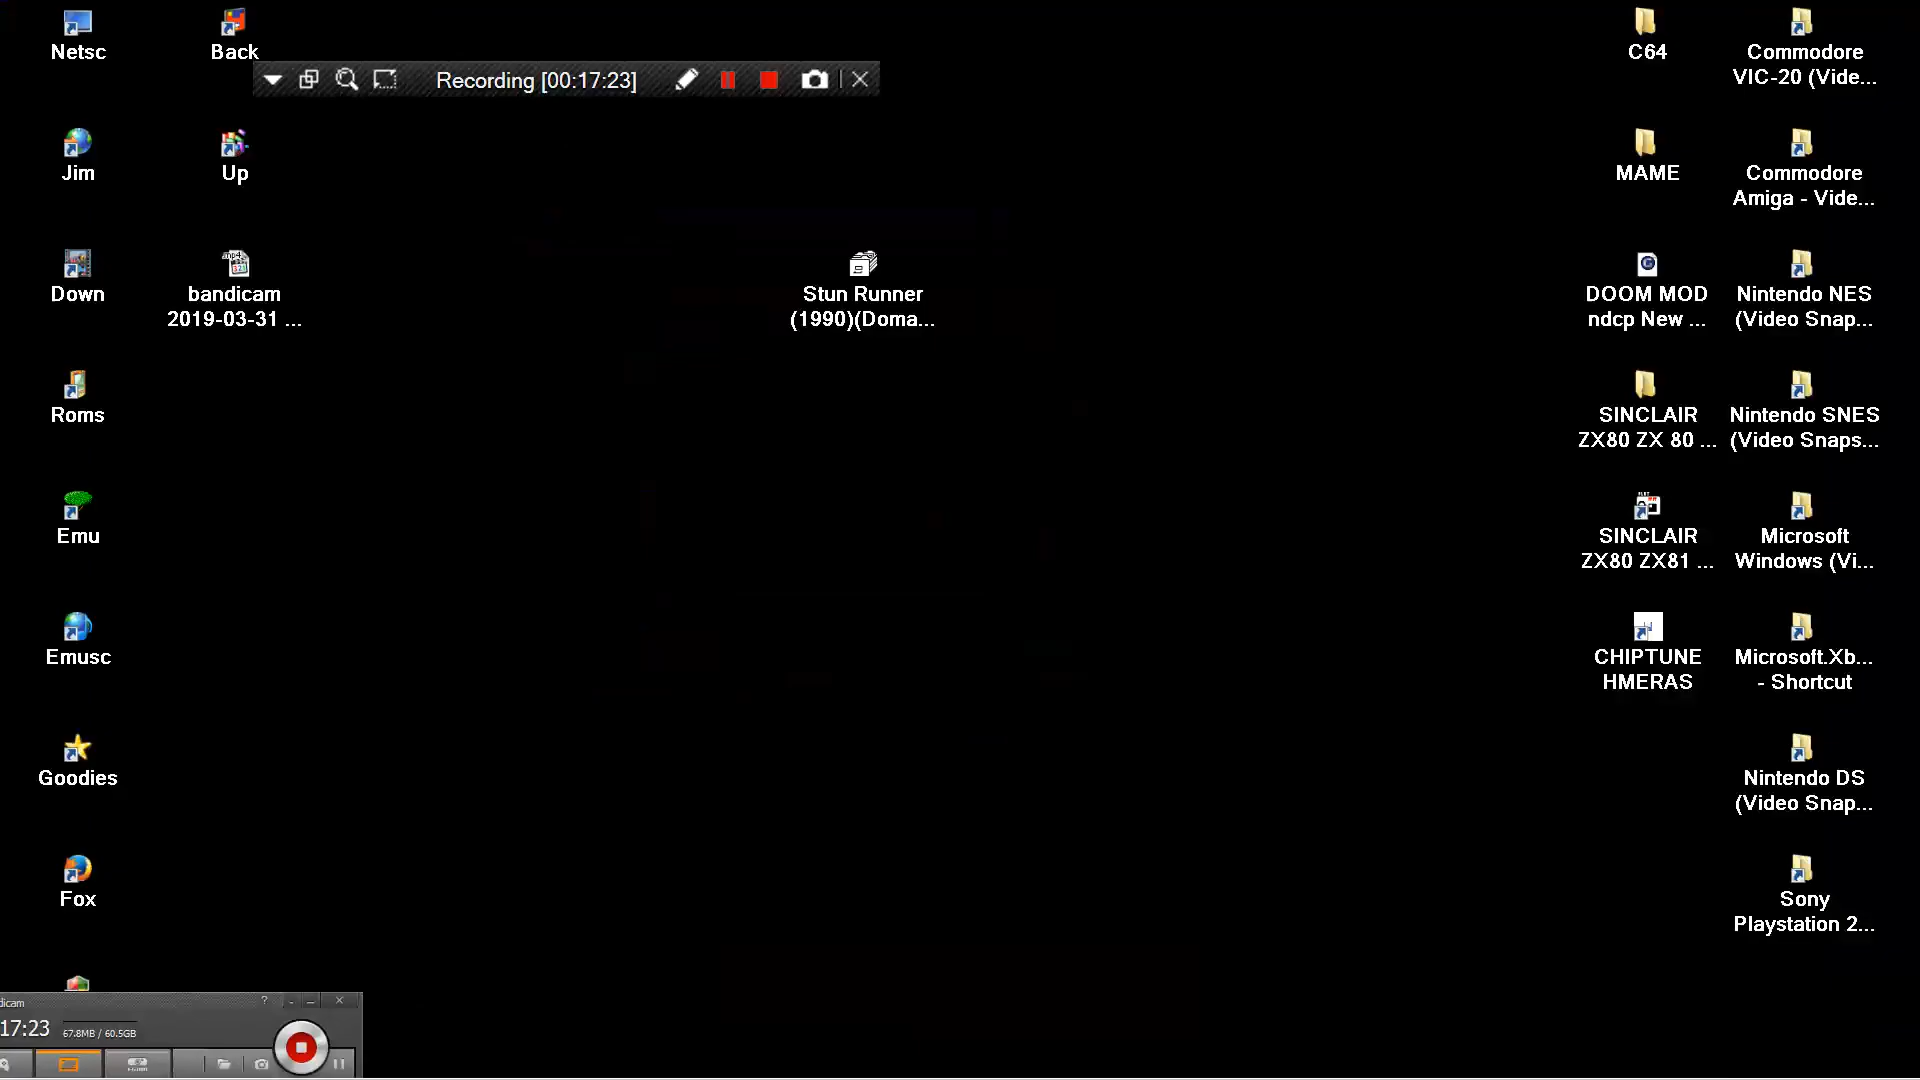 Netsc
Back
Recording [00:17:23]
C64
Commodore
VIC-20 (Vide...
Jim
Up
MAME
Commodore
Amiga - Vide...
Down
bandicam
2019-03-31 ...
Stun Runner
(1990)(Doma...
DOOM MOD
ndcp New ...
Nintendo NES
(Video Snap...
Roms
SINCLAIR
ZX80 ZX 80 ...
Nintendo SNES
(Video Snaps...
Emu
SINCLAIR
ZX80 ZX81 ...
Microsoft
Windows (Vi...
Emusc
CHIPTUNE
HMERAS
Microsoft.Xb...
- Shortcut
Goodies
Nintendo DS
(Video Snap...
Fox
Sony
Playstation 2...
dicam
17:23
67.8MB / 60.5GB